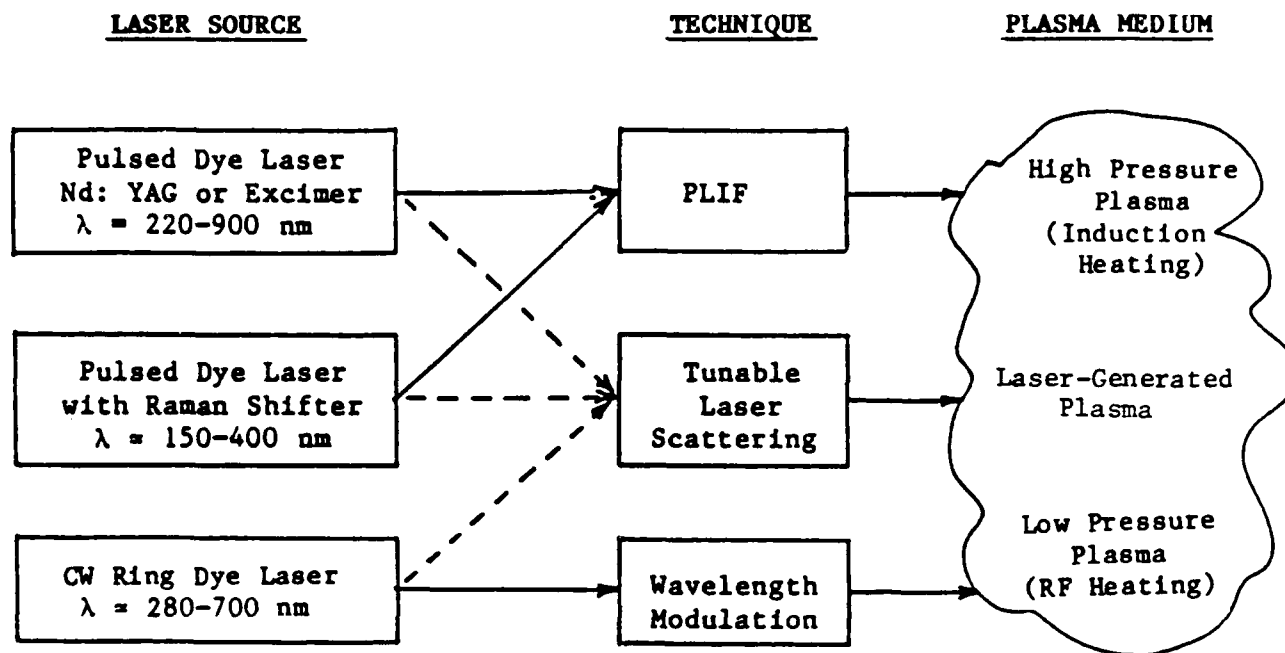 LASER SOURCE
TECHNIQUE
PLASMA MEDIUM
Pulsed Dye Laser
Nd: YAG or Excimer
λ = 220-900 nm
PLIF
High Pressure
Plasma
(Induction
Heating)
Pulsed Dye Laser
with Raman Shifter
λ ≃ 150-400 nm
Tunable
Laser
Scattering
Laser-Generated
Plasma
CW Ring Dye Laser
λ ≃ 280-700 nm
Wavelength
Modulation
Low Pressure
Plasma
(RF Heating)